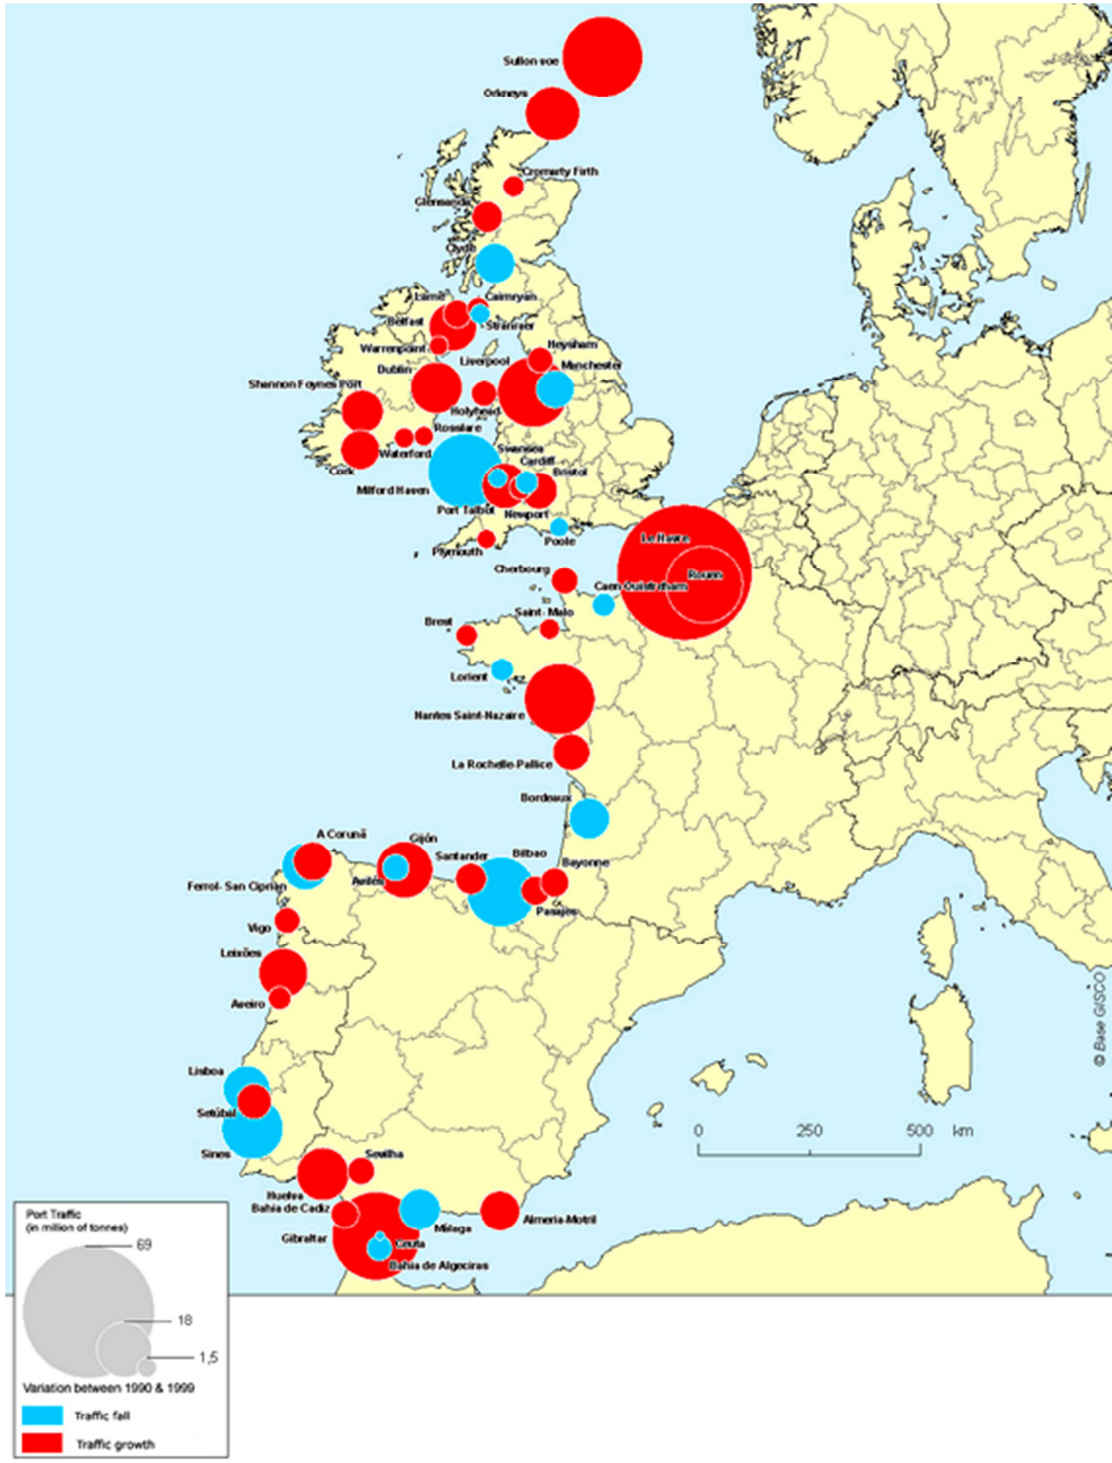 Sullon voe
Orkneys
Cromarty Firth
Glensanda
Clyde
Larne
Cairnryan
Belfast
Stranraer
Warrenpoint
Heysham
Liverpool
Manchester
Dublin
Shannon Foynes Port
Holyhead
Rosslare
Waterford
Swansea
Cork
Cardiff
Bristol
Milford Haven
Port Talbot
Newport
Poole
Plymouth
Le Havre
Cherbourg
Rouen
Caen Ouistreham
Saint-Malo
Brest
Lorient
Nantes Saint-Nazaire
La Rochelle-Pallice
Bordeaux
A Corunã
Gijón
Santander
Bilbao
Bayonne
Avilés
Ferrol- San Ciprian
Pasajes
Vigo
Leixões
Aveiro
© Base GISCO
Lisboa
Setúbal
Sines
0 250 500 km
Sevilha
Huelva
Bahia de Cadiz
Almeria-Motril
Málaga
Gibraltar
Ceuta
Bahia de Algeciras
Port Traffic
(in million of tonnes)
69
18
1,5
Variation between 1990 & 1999
Traffic fall
Traffic growth